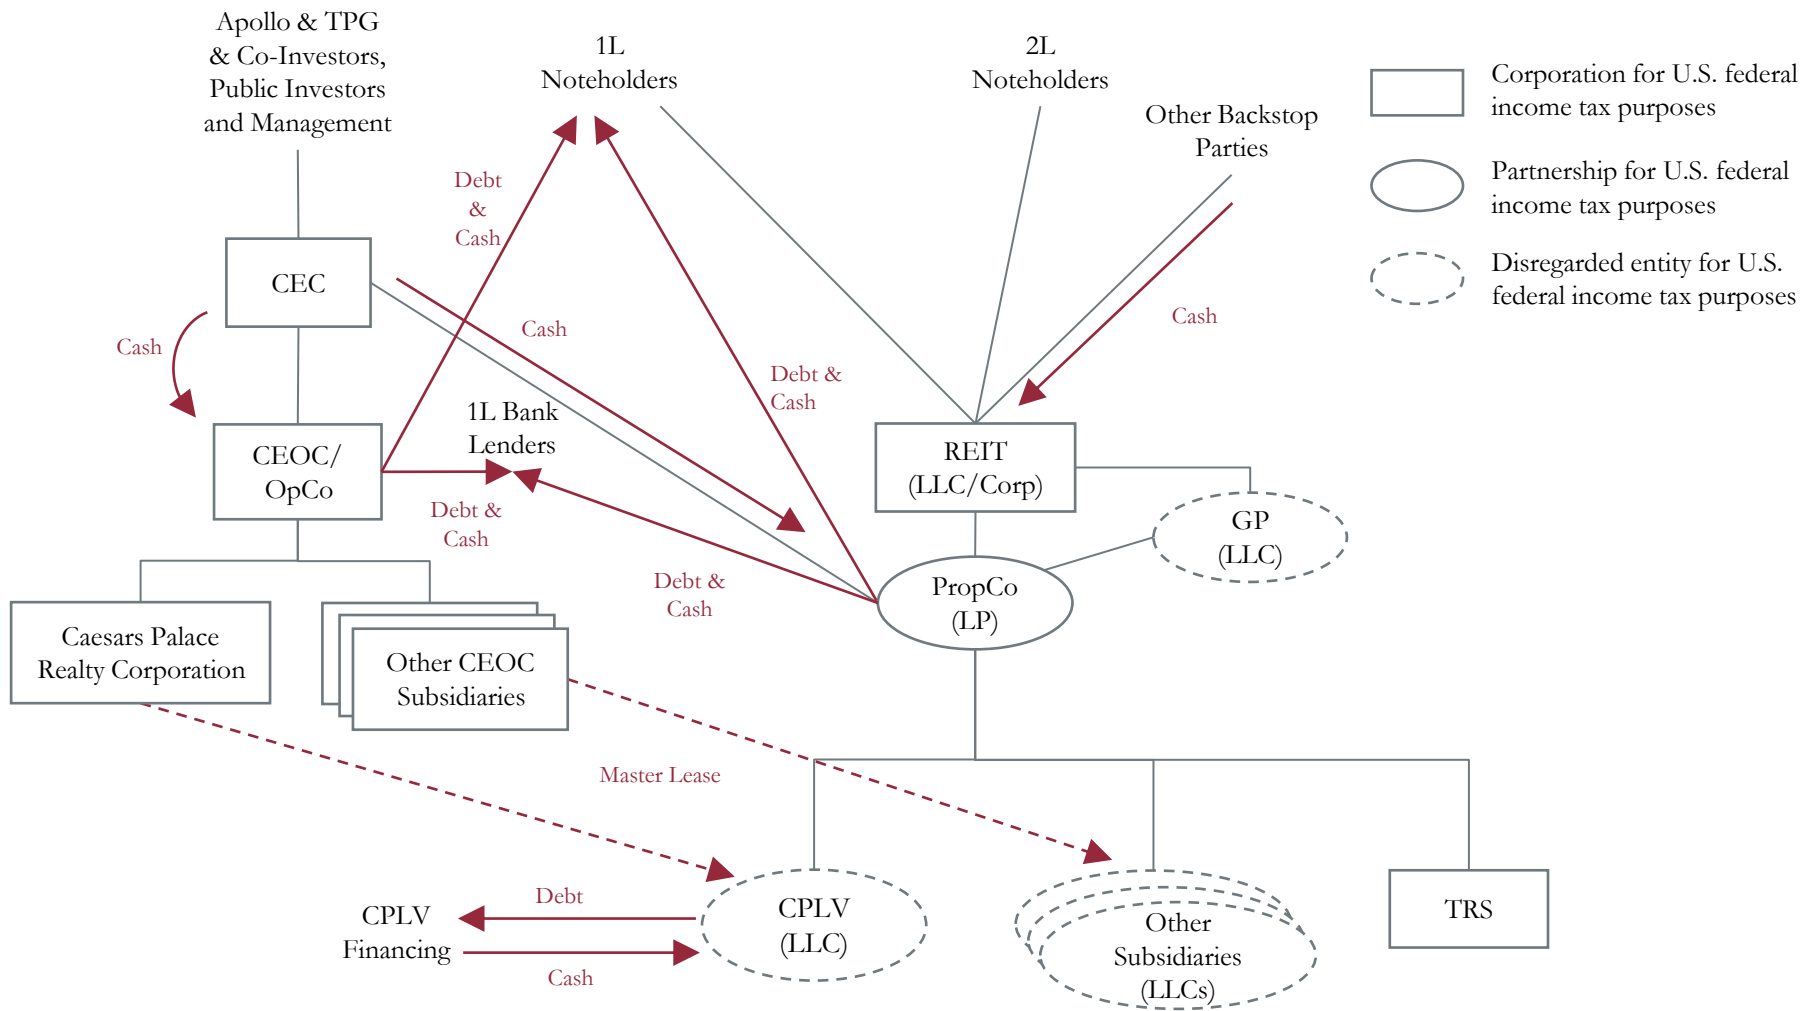 Apollo & TPG
& Co-Investors,
Public Investors
and Management
1L
Noteholders
2L
Noteholders
Other Backstop
Parties
Corporation for U.S. federal
income tax purposes
Partnership for U.S. federal
income tax purposes
Disregarded entity for U.S.
federal income tax purposes
Debt
&
Cash
CEC
Cash
Cash
Cash
Debt &
Cash
1L Bank
Lenders
CEOC/
OpCo
REIT
(LLC/Corp)
Debt &
Cash
GP
(LLC)
Debt &
Cash
PropCo
(LP)
Caesars Palace
Realty Corporation
Other CEOC
Subsidiaries
Master Lease
CPLV
Financing
Debt
Cash
CPLV
(LLC)
Other
Subsidiaries
(LLCs)
TRS